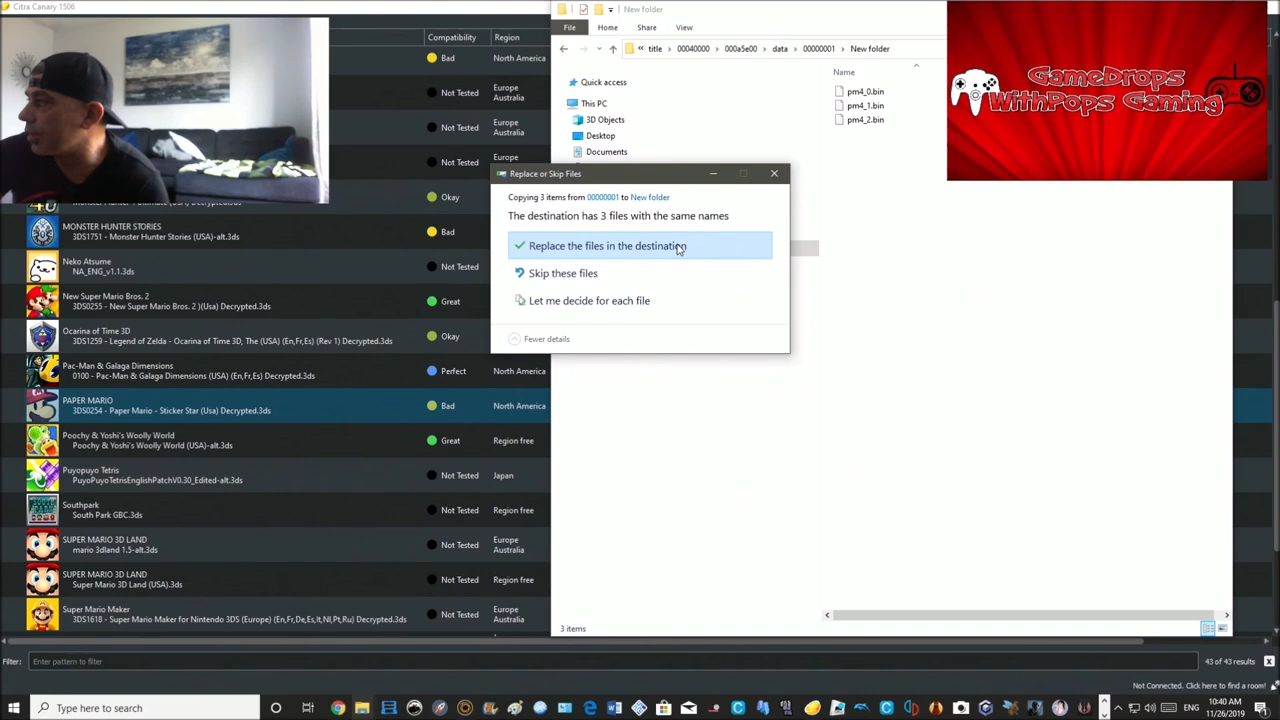 Citra Canary 1506
Compatibility Region
Bad North America
Not Tested Europe
Australia
Not Tested Europe
Australia
Not Tested Europe
Okay North America
MONSTER HUNTER STORIES
3DS1751 - Monster Hunter Stories (USA)-alt.3ds
Bad North America
Neko Atsume
NA_ENG_v1.1.3ds
Not Tested
New Super Mario Bros. 2
3DS0255 - New Super Mario Bros. 2 )(Usa) Decrypted.3ds
Great
Ocarina of Time 3D
3DS1259 - Legend of Zelda - Ocarina of Time 3D, The (USA) (En,Fr,Es) (Rev 1) Decrypted.3ds
Okay
Pac-Man & Galaga Dimensions
0100 - Pac-Man & Galaga Dimensions (USA) (En,Fr,Es) Decrypted.3ds
Perfect North America
PAPER MARIO
3DS0254 - Paper Mario - Sticker Star (Usa) Decrypted.3ds
Bad North America
Poochy & Yoshi's Woolly World
Poochy & Yoshi's Woolly World (USA)-alt.3ds
Great Region free
Puyopuyo Tetris
PuyoPuyoTetrisEnglishPatchV0.30_Edited-alt.3ds
Not Tested Japan
Southpark
South Park GBC.3ds
Not Tested North America
SUPER MARIO 3D LAND
mario 3dland 1.5-alt.3ds
Not Tested Europe
Australia
SUPER MARIO 3D LAND
Super Mario 3D Land (USA).3ds
Not Tested Region free
Super Mario Maker
3DS1618 - Super Mario Maker for Nintendo 3DS (Europe) (En,Fr,De,Es,It,Nl,Pt,Ru) Decrypted.3ds
Not Tested Europe
Australia
New folder
File Home Share View
« title 00040000 000a5e00 data 00000001 New folder
Quick access
This PC
3D Objects
Desktop
Documents
Name
pm4_0.bin
pm4_1.bin
pm4_2.bin
Replace or Skip Files
Copying 3 items from 00000001 to New folder
The destination has 3 files with the same names
Replace the files in the destination
Skip these files
Let me decide for each file
Fewer details
3 items
GameDrops
WithPops Gaming
Filter: Enter pattern to filter 43 of 43 results X
Not Connected. Click here to find a room!
Type here to search
ENG
10:40 AM
11/26/2019